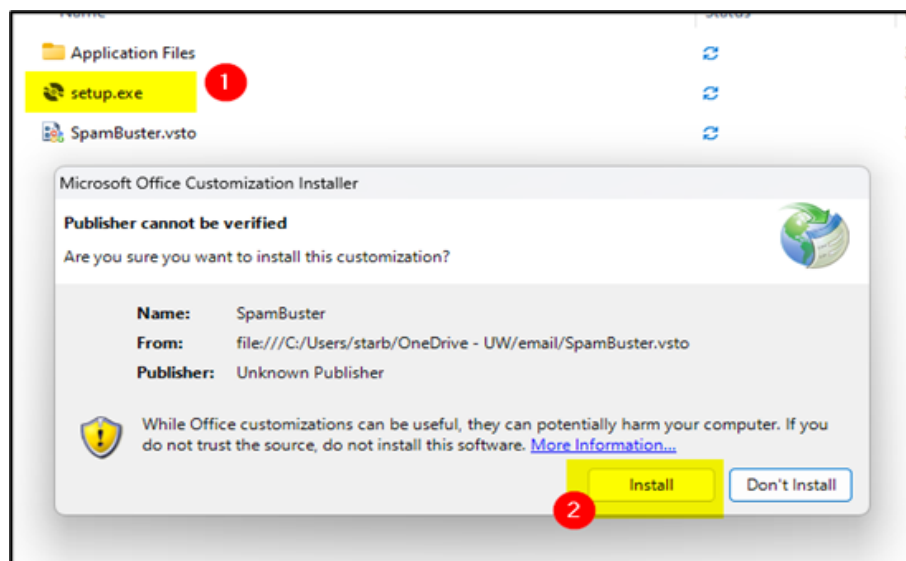 Name Status
Application Files
1
setup.exe
SpamBuster.vsto
Microsoft Office Customization Installer
Publisher cannot be verified
Are you sure you want to install this customization?
Name: SpamBuster
From: file:///C:/Users/starb/OneDrive - UW/email/SpamBuster.vsto
Publisher: Unknown Publisher
While Office customizations can be useful, they can potentially harm your computer. If you
do not trust the source, do not install this software. More Information...
Install Don't Install
2